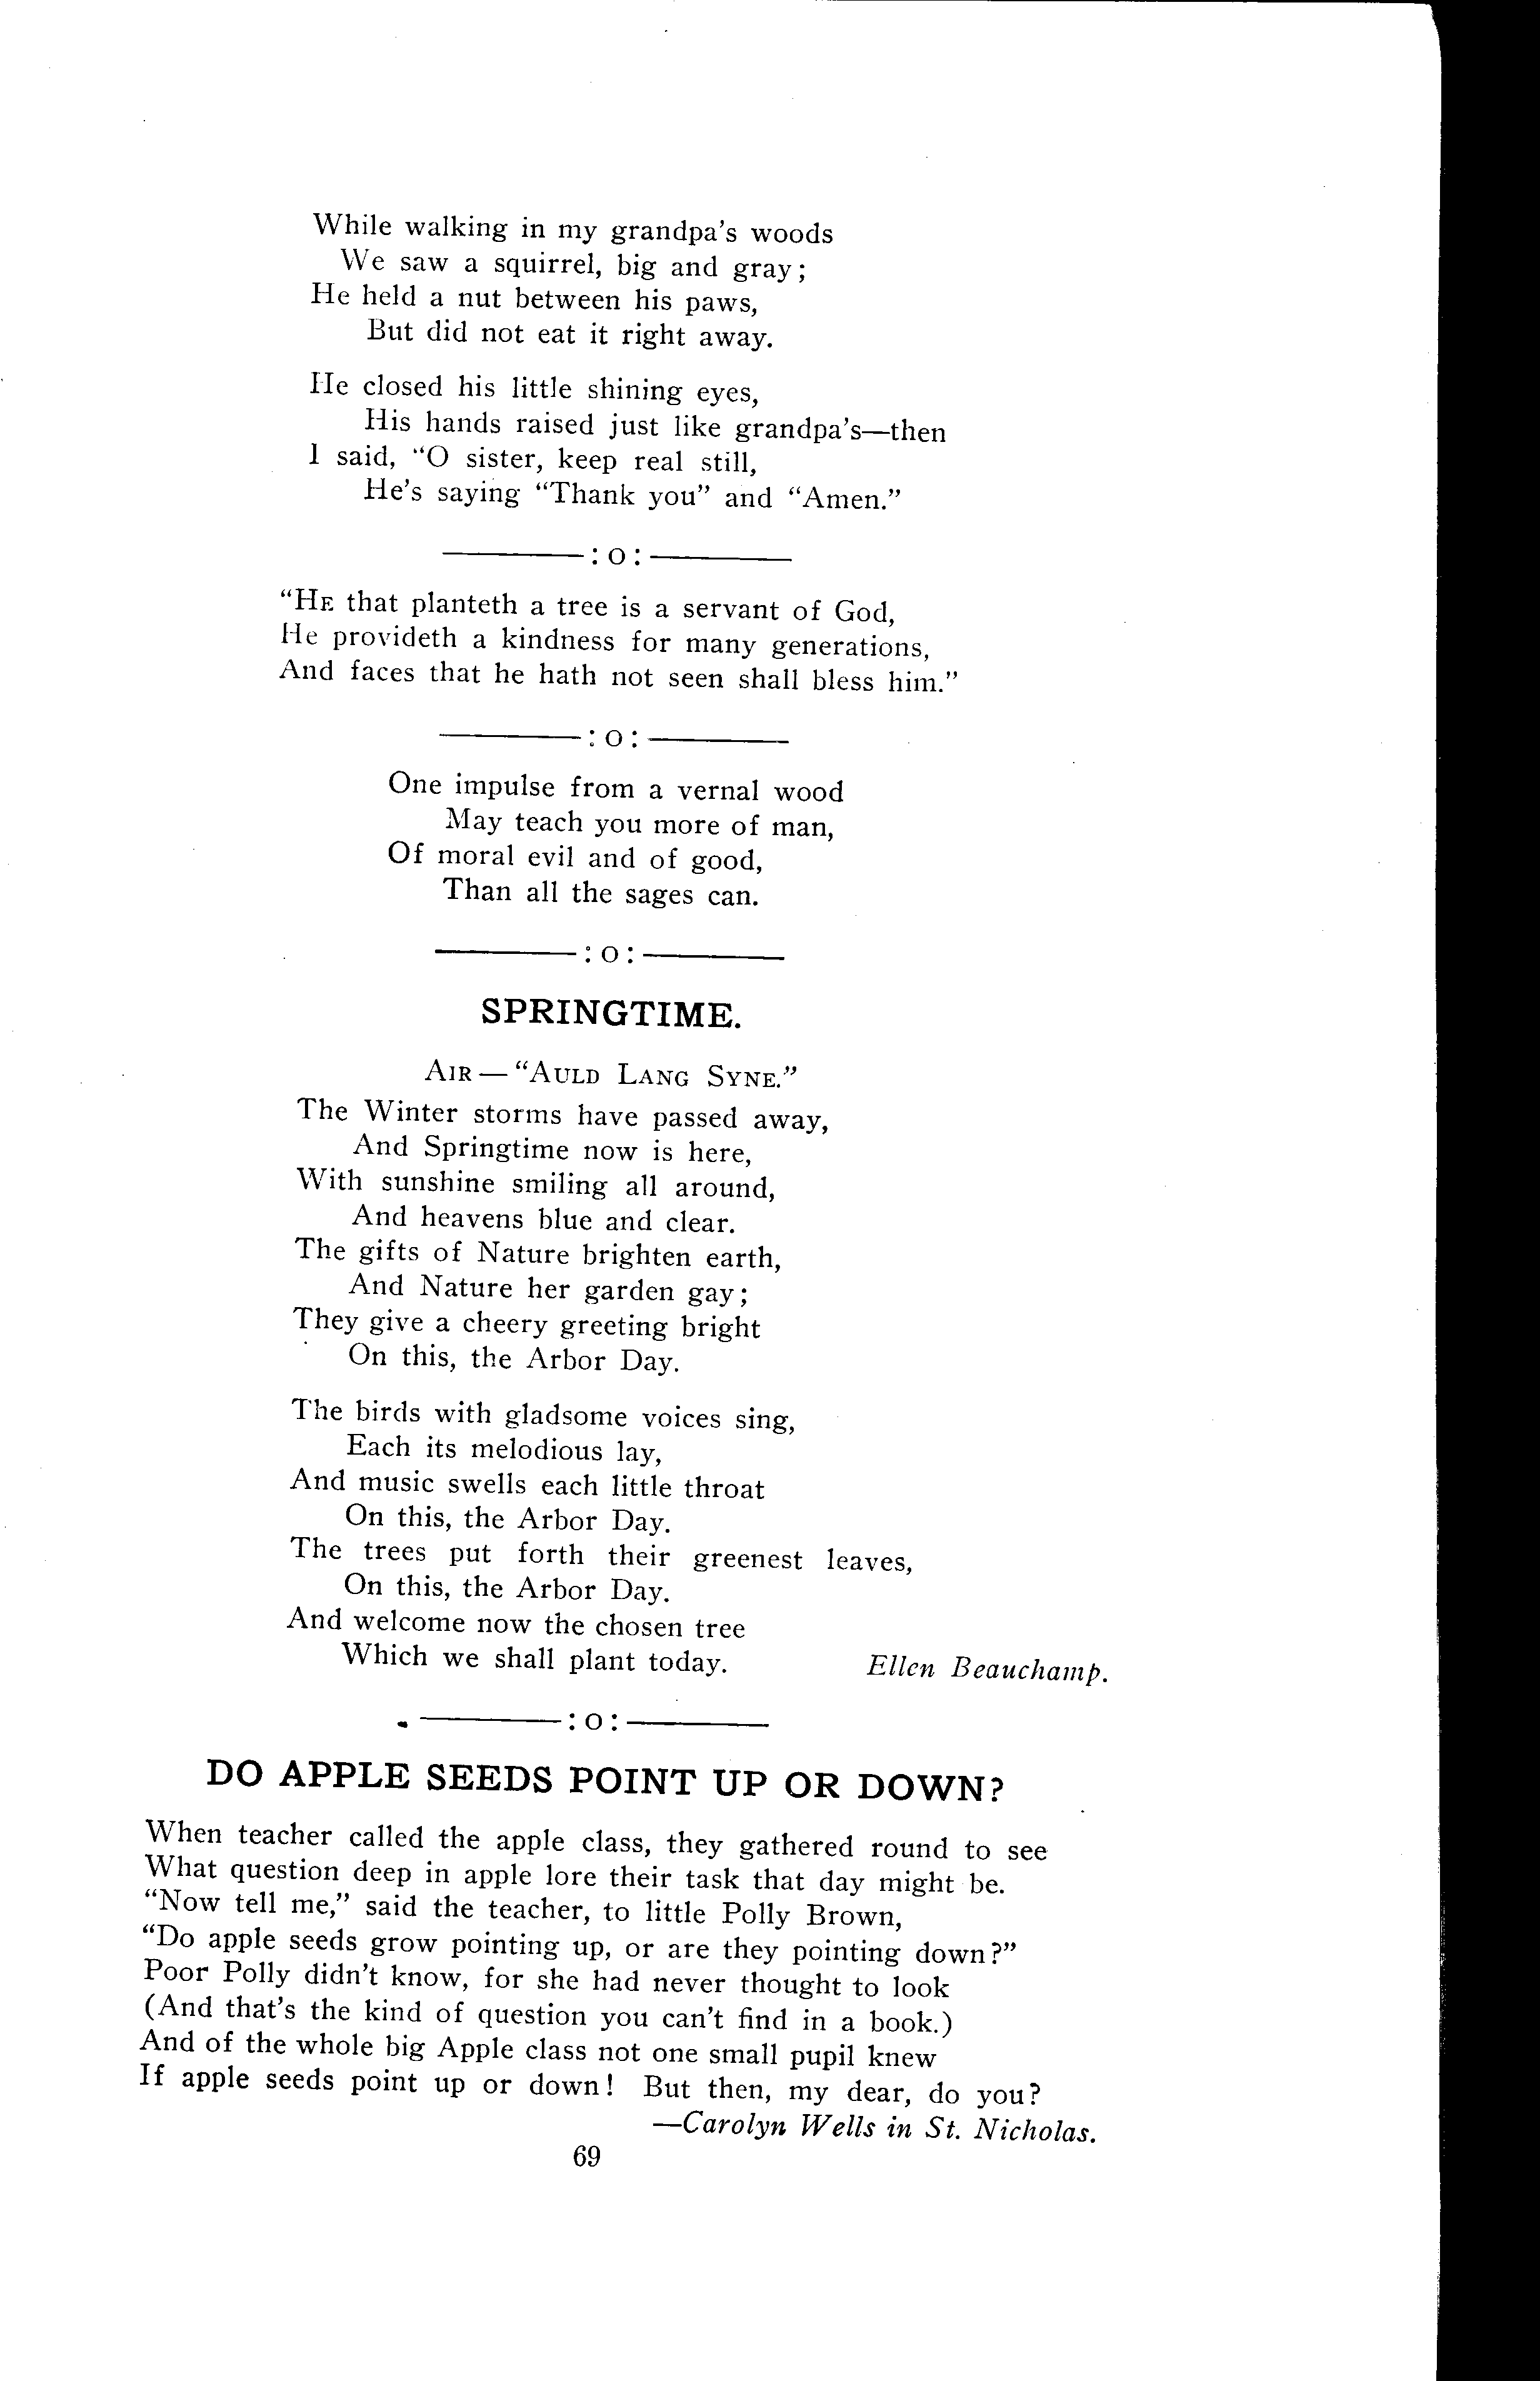 While walking in my grandpa's woods
We saw a squirrel, big and gray;
He held a nut between his paws,
But did not eat it right away.
He closed his little shining eyes,
His hands raised just like grandpa's—then
I said, "O sister, keep real still,
He's saying "Thank you" and "Amen."
———:o:———
"HE that planteth a tree is a servant of God,
He provideth a kindness for many generations,
And faces that he hath not seen shall bless him."
———:o:———
One impulse from a vernal wood
May teach you more of man,
Of moral evil and of good,
Than all the sages can.
———:o:———
SPRINGTIME.
AIR — "AULD LANG SYNE."
The Winter storms have passed away,
And Springtime now is here,
With sunshine smiling all around,
And heavens blue and clear.
The gifts of Nature brighten earth,
And Nature her garden gay;
They give a cheery greeting bright
On this, the Arbor Day.
The birds with gladsome voices sing,
Each its melodious lay,
And music swells each little throat
On this, the Arbor Day.
The trees put forth their greenest leaves,
On this, the Arbor Day.
And welcome now the chosen tree
Which we shall plant today. Ellen Beauchamp.
———:o:———
DO APPLE SEEDS POINT UP OR DOWN?
When teacher called the apple class, they gathered round to see
What question deep in apple lore their task that day might be.
"Now tell me," said the teacher, to little Polly Brown,
"Do apple seeds grow pointing up, or are they pointing down?"
Poor Polly didn't know, for she had never thought to look
(And that's the kind of question you can't find in a book.)
And of the whole big Apple class not one small pupil knew
If apple seeds point up or down! But then, my dear, do you?
—Carolyn Wells in St. Nicholas.
69